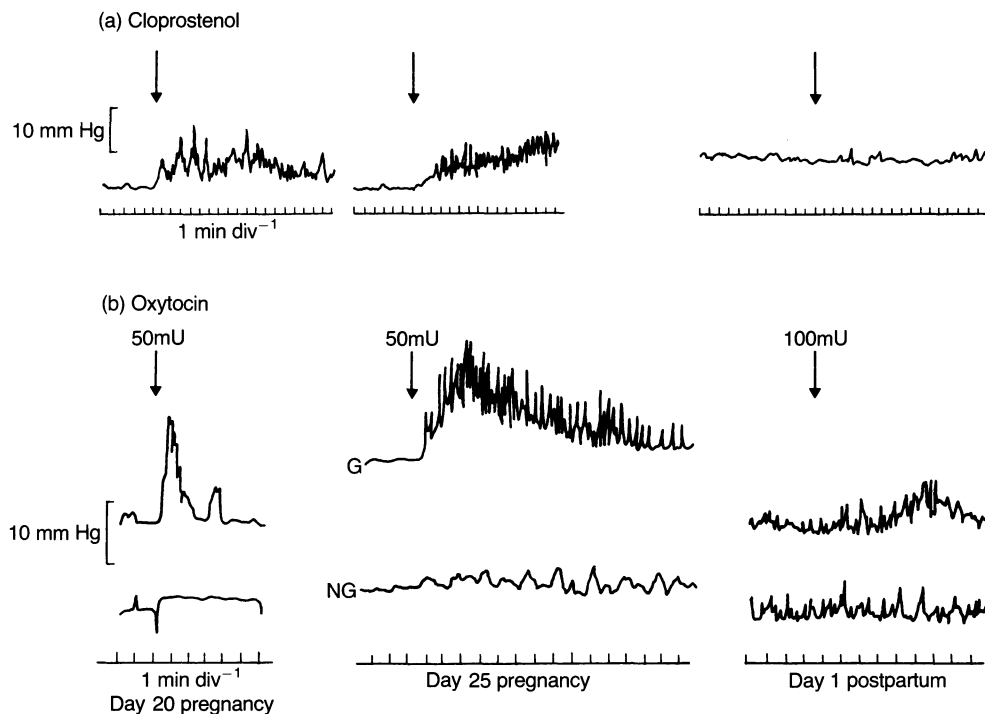 (a) Cloprostenol
10 mm Hg
1 min div⁻¹
(b) Oxytocin
50mU 50mU 100mU
G
10 mm Hg
NG
1 min div⁻¹
Day 20 pregnancy
Day 25 pregnancy
Day 1 postpartum